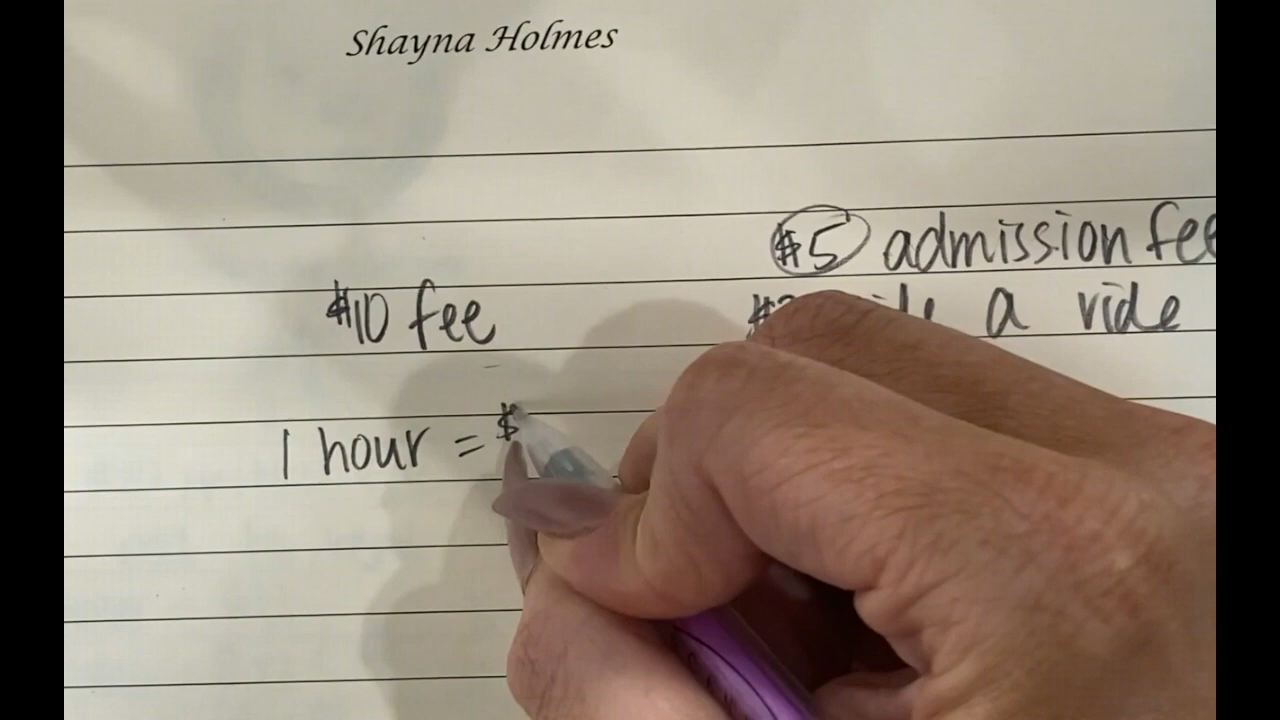 Shayna Holmes
$5 admission fee
$10 fee
a ride
1 hour = $